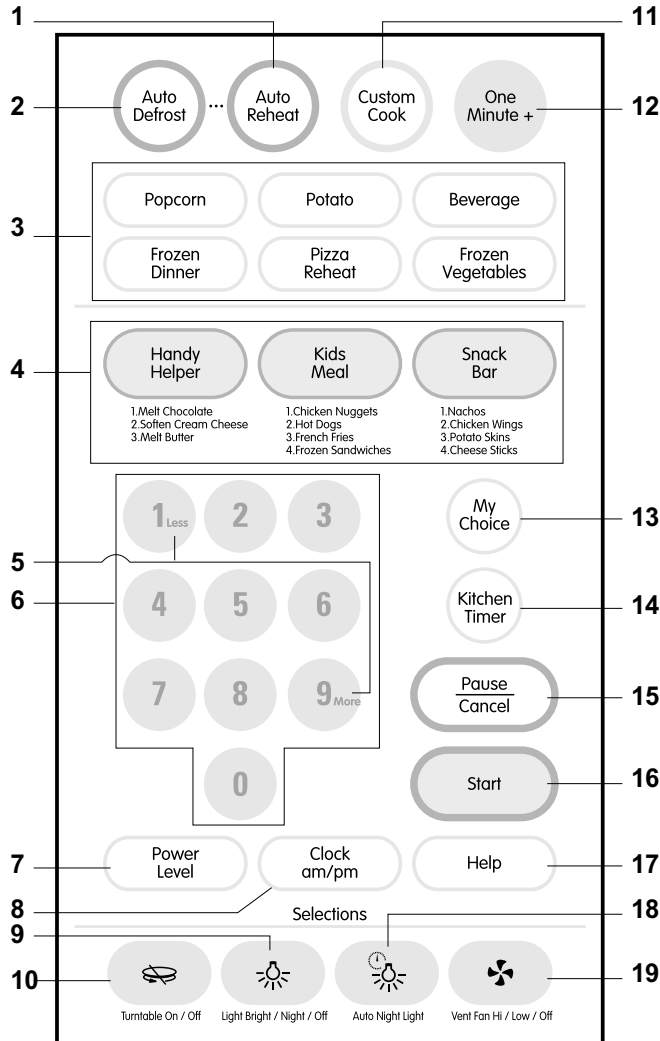 1
11
Auto
Defrost
...
Auto
Reheat
Custom
Cook
One
Minute +
2
12
Popcorn
Potato
Beverage
3
Frozen
Dinner
Pizza
Reheat
Frozen
Vegetables
4
Handy
Helper
Kids
Meal
Snack
Bar
1.Melt Chocolate
2.Soften Cream Cheese
3.Melt Butter
1.Chicken Nuggets
2.Hot Dogs
3.French Fries
4.Frozen Sandwiches
1.Nachos
2.Chicken Wings
3.Potato Skins
4.Cheese Sticks
1 Less
2
3
My
Choice
13
5
6
4
5
6
Kitchen
Timer
14
7
8
9 More
Pause
Cancel
15
0
Start
16
7
Power
Level
Clock
am/pm
Help
17
8
Selections
18
9
10
19
Turntable On / Off
Light Bright / Night / Off
Auto Night Light
Vent Fan Hi / Low / Off